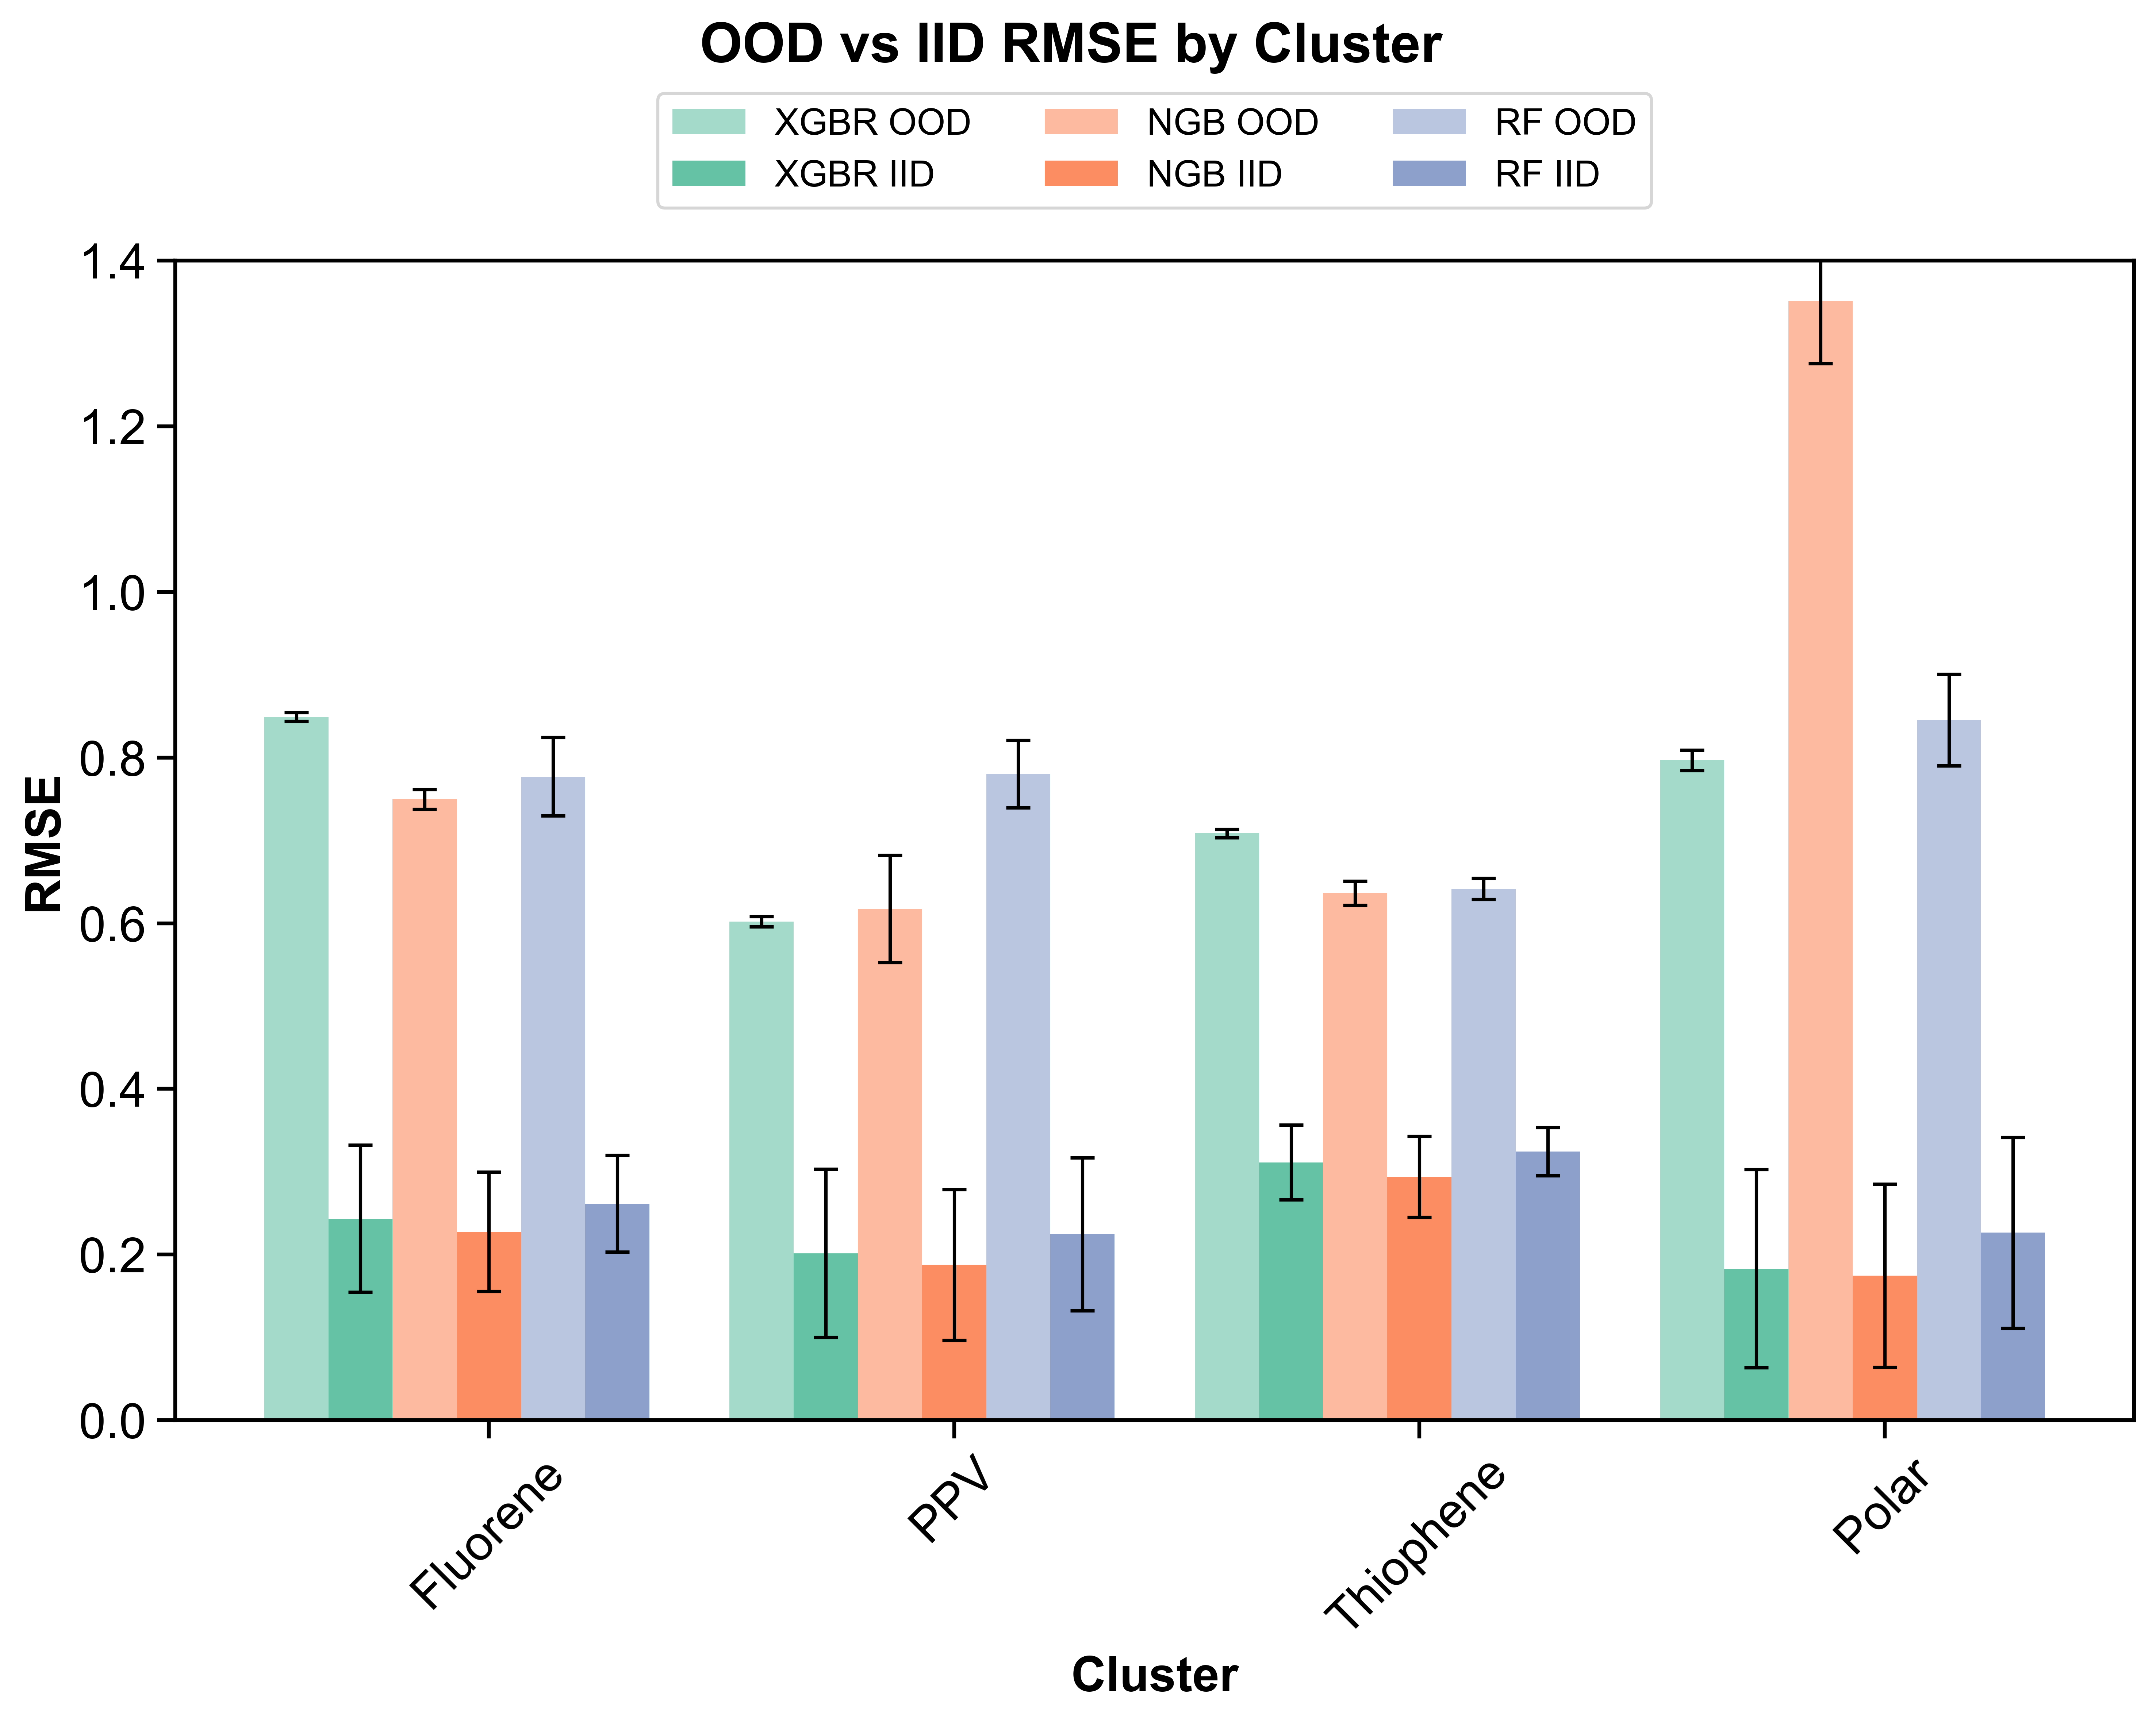 OOD vs IID RMSE by Cluster
XGBR OOD NGB OOD RF OOD
XGBR IID NGB IID RF IID
1.4
1.2
1.0
0.8
0.6
0.4
0.2
0.0
RMSE
Fluorene PPV Thiophene Polar
Cluster